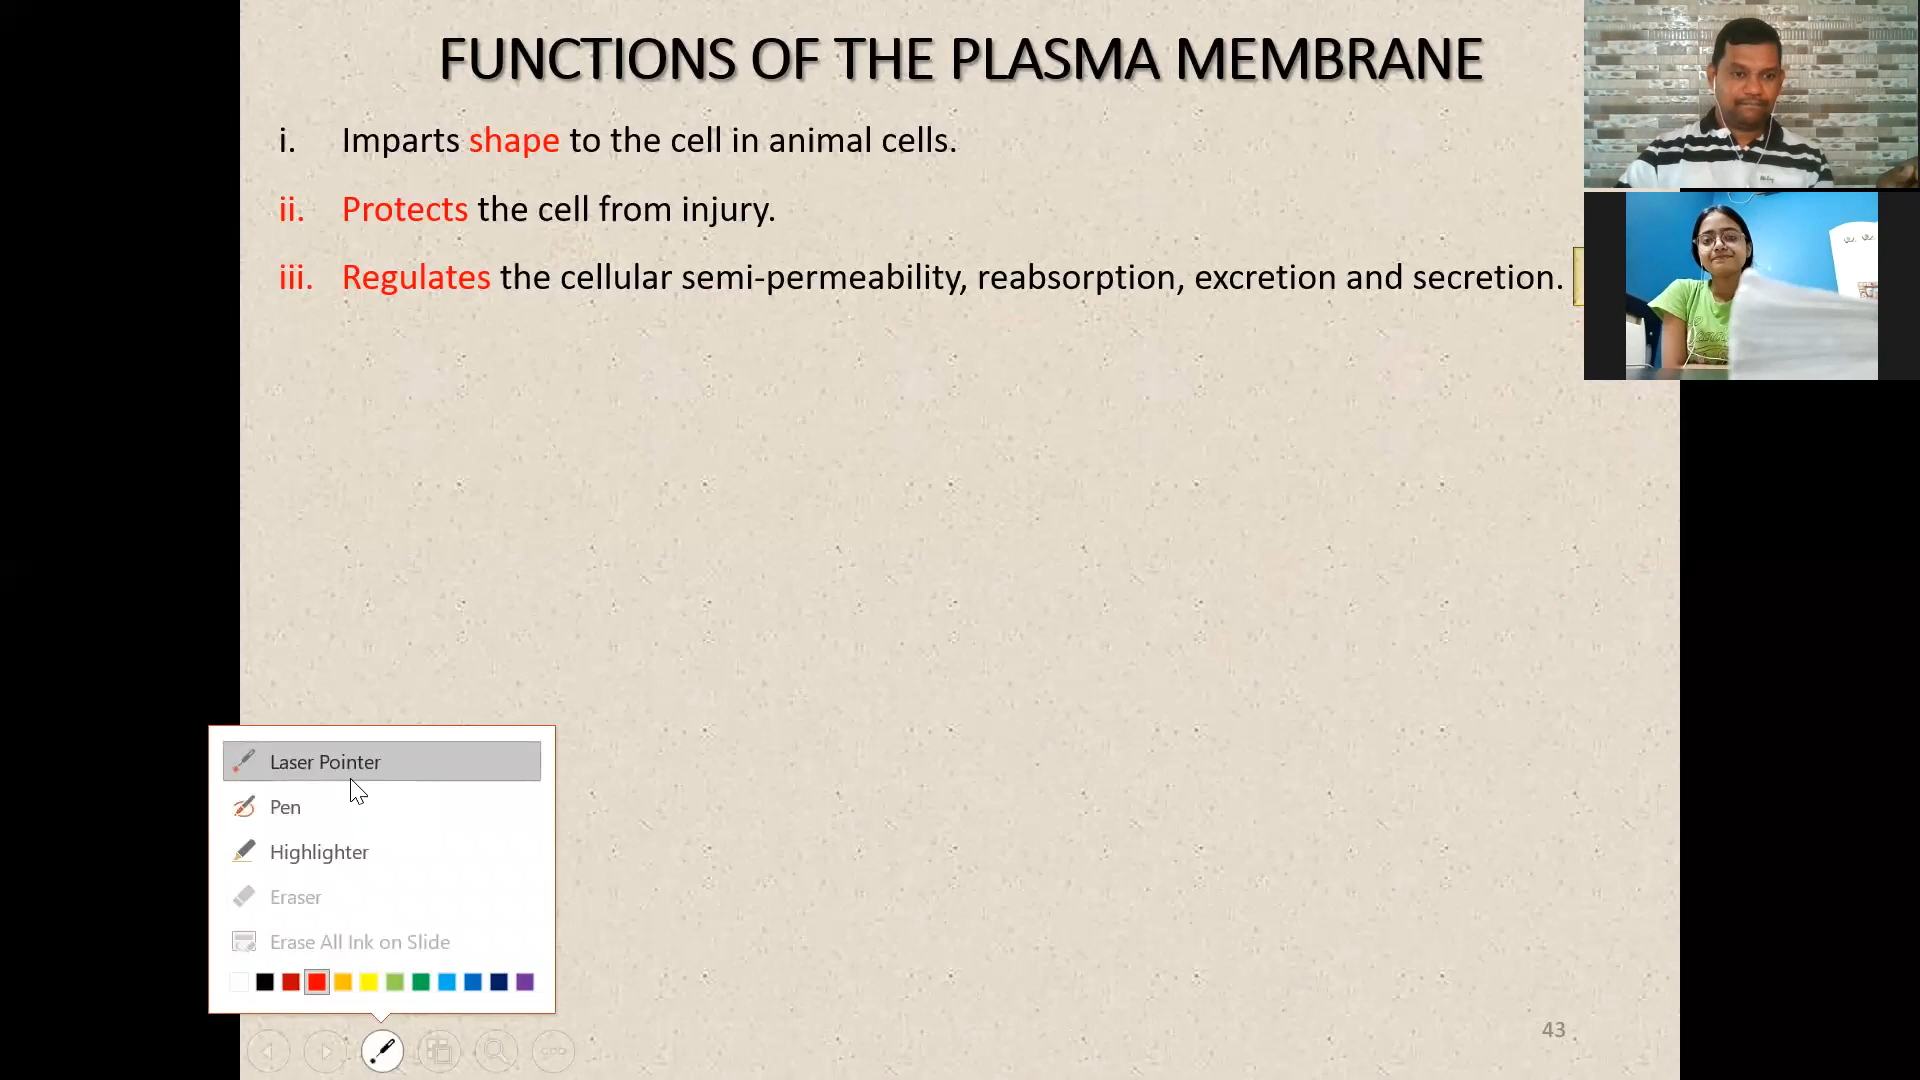 FUNCTIONS OF THE PLASMA MEMBRANE
i. Imparts shape to the cell in animal cells.
ii. Protects the cell from injury.
iii. Regulates the cellular semi-permeability, reabsorption, excretion and secretion.
Laser Pointer
Pen
Highlighter
Eraser
Erase All Ink on Slide
43